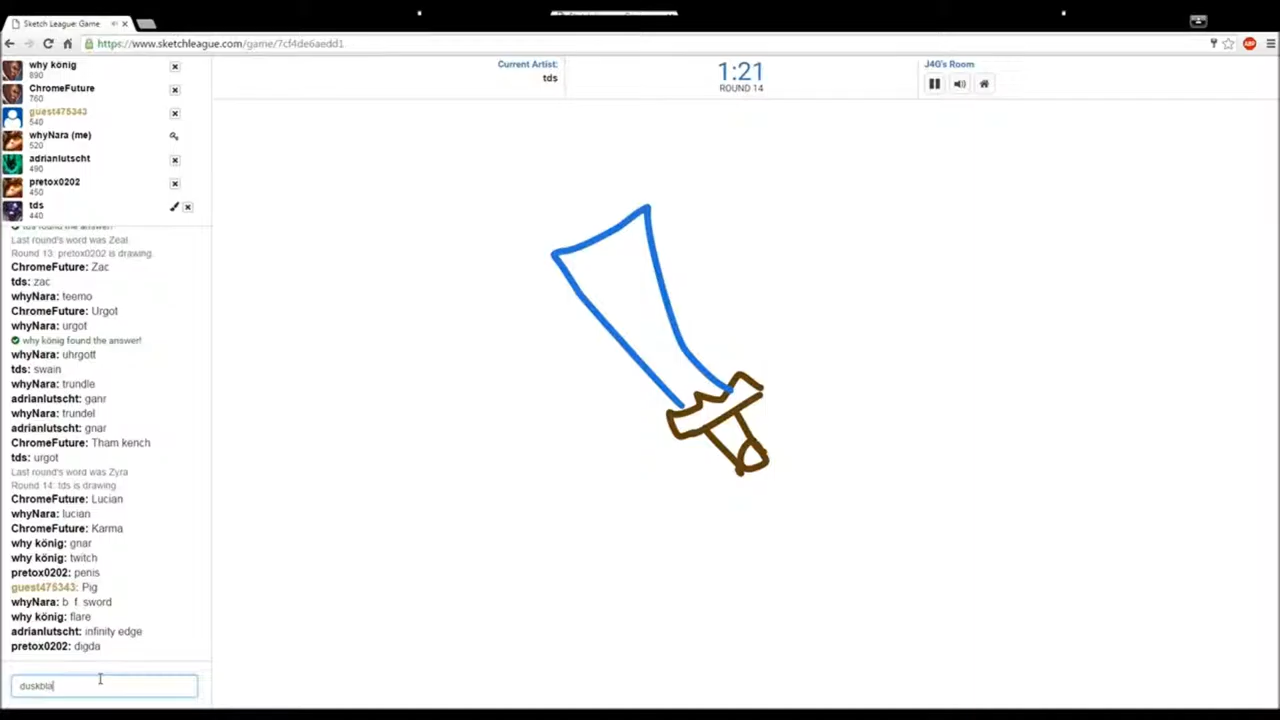 Sketch League: Game
https://www.sketchleague.com/game/7cf4de6aedd1
why könig
890
ChromeFuture
760
guest475343
540
whyNara (me)
520
adrianlutscht
490
pretox0202
450
tds
440
Current Artist:
tds
1:21
ROUND 14
J4G's Room
tds found the answer!
Last round's word was Zeal
Round 13: pretox0202 is drawing.
ChromeFuture: Zac
tds: zac
whyNara: teemo
ChromeFuture: Urgot
whyNara: urgot
why könig found the answer!
whyNara: uhrgott
tds: swain
whyNara: trundle
adrianlutscht: ganr
whyNara: trundel
adrianlutscht: gnar
ChromeFuture: Tham kench
tds: urgot
Last round's word was Zyra
Round 14: tds is drawing
ChromeFuture: Lucian
whyNara: lucian
ChromeFuture: Karma
why könig: gnar
why könig: twitch
pretox0202: penis
guest475343: Pig
whyNara: b f sword
why könig: flare
adrianlutscht: infinity edge
pretox0202: digda
duskbla